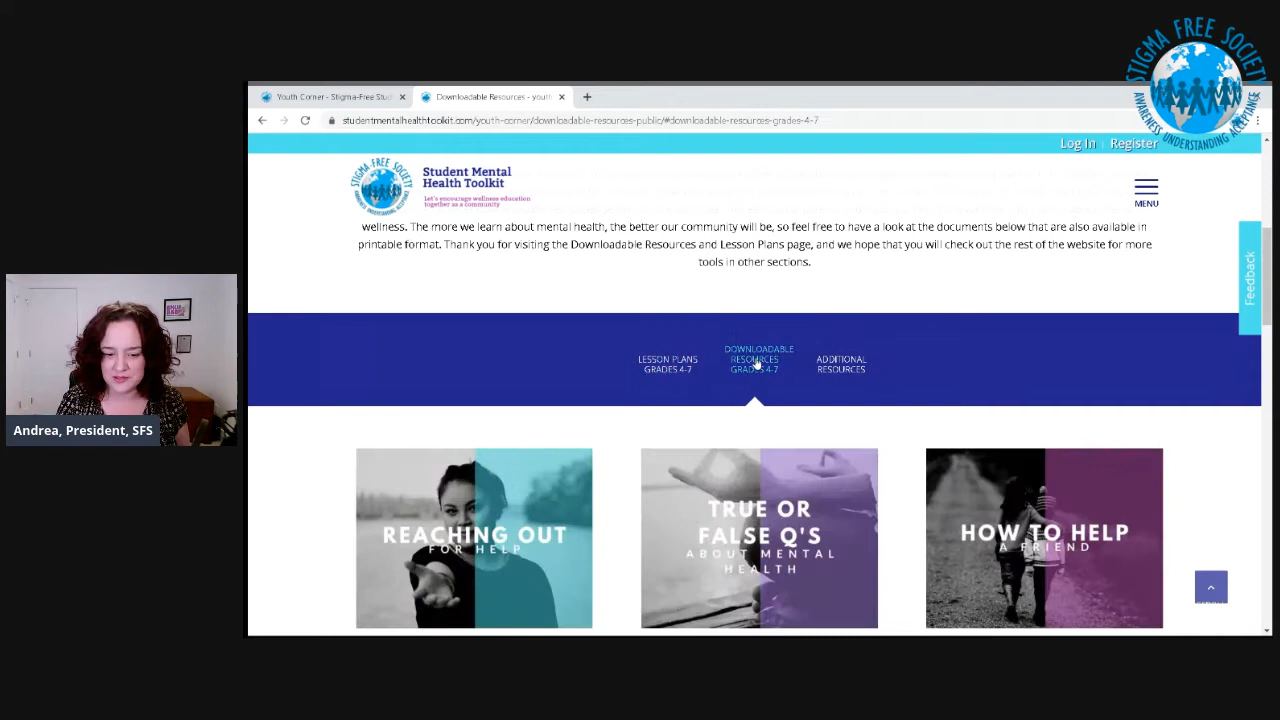 STIGMA FREE SOCIETY
AWARENESS UNDERSTANDING ACCEPTANCE
Youth Corner - Stigma-Free Stud
Downloadable Resources - yout
studentmentalhealthtoolkit.com/youth-corner/downloadable-resources-public/#downloadable-resources-grades-4-7
Log In | Register
STIGMA FREE SOCIETY
Student Mental
Health Toolkit
Let's encourage wellness education
together as a community
MENU
wellness. The more we learn about mental health, the better our community will be, so feel free to have a look at the documents below that are also available in
printable format. Thank you for visiting the Downloadable Resources and Lesson Plans page, and we hope that you will check out the rest of the website for more
tools in other sections.
Feedback
LESSON PLANS
GRADES 4-7
DOWNLOADABLE
RESOURCES
GRADES 4-7
ADDITIONAL
RESOURCES
Andrea, President, SFS
REACHING OUT
FOR HELP
TRUE OR
FALSE Q'S
ABOUT MENTAL
HEALTH
HOW TO HELP
A FRIEND